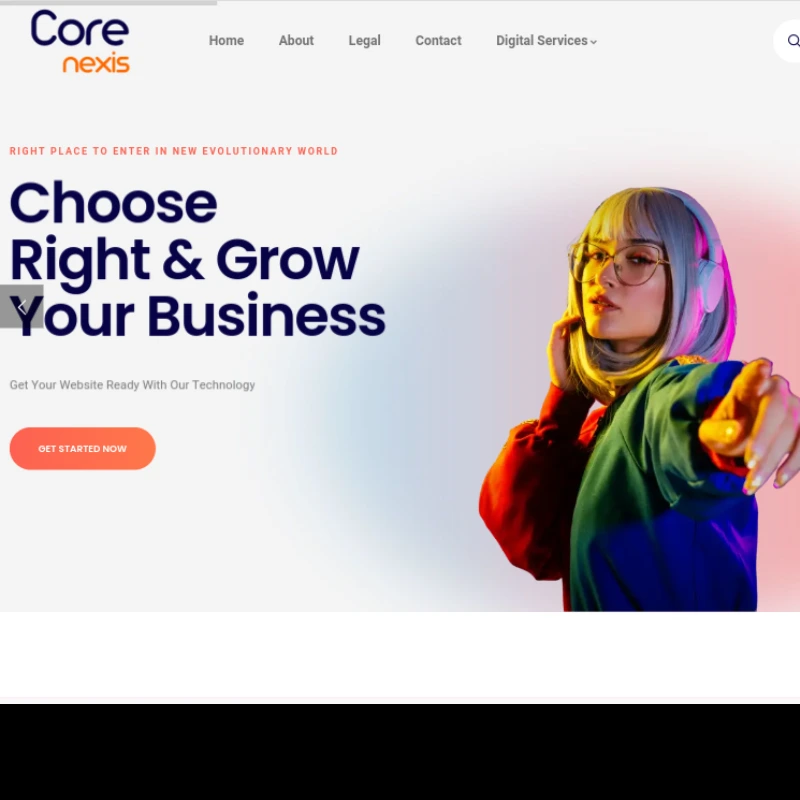 Core
nexis
Home
About
Legal
Contact
Digital Services
RIGHT PLACE TO ENTER IN NEW EVOLUTIONARY WORLD
Choose
Right & Grow
Your Business
Get Your Website Ready With Our Technology
GET STARTED NOW